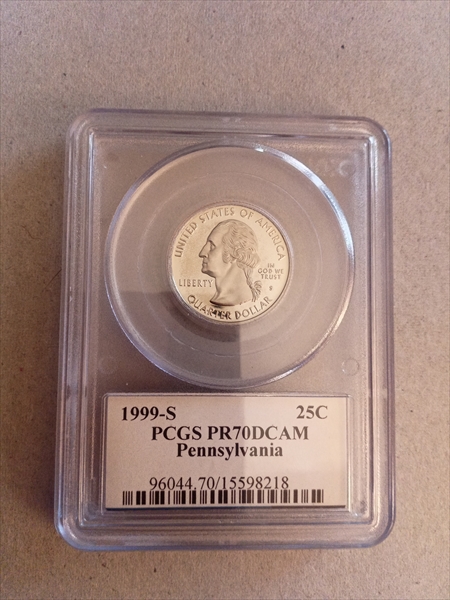 UNITED STATES OF AMERICA
IN
GOD WE
TRUST
LIBERTY
S
QUARTER DOLLAR
1999-S 25C
PCGS PR70DCAM
Pennsylvania
96044.70/15598218